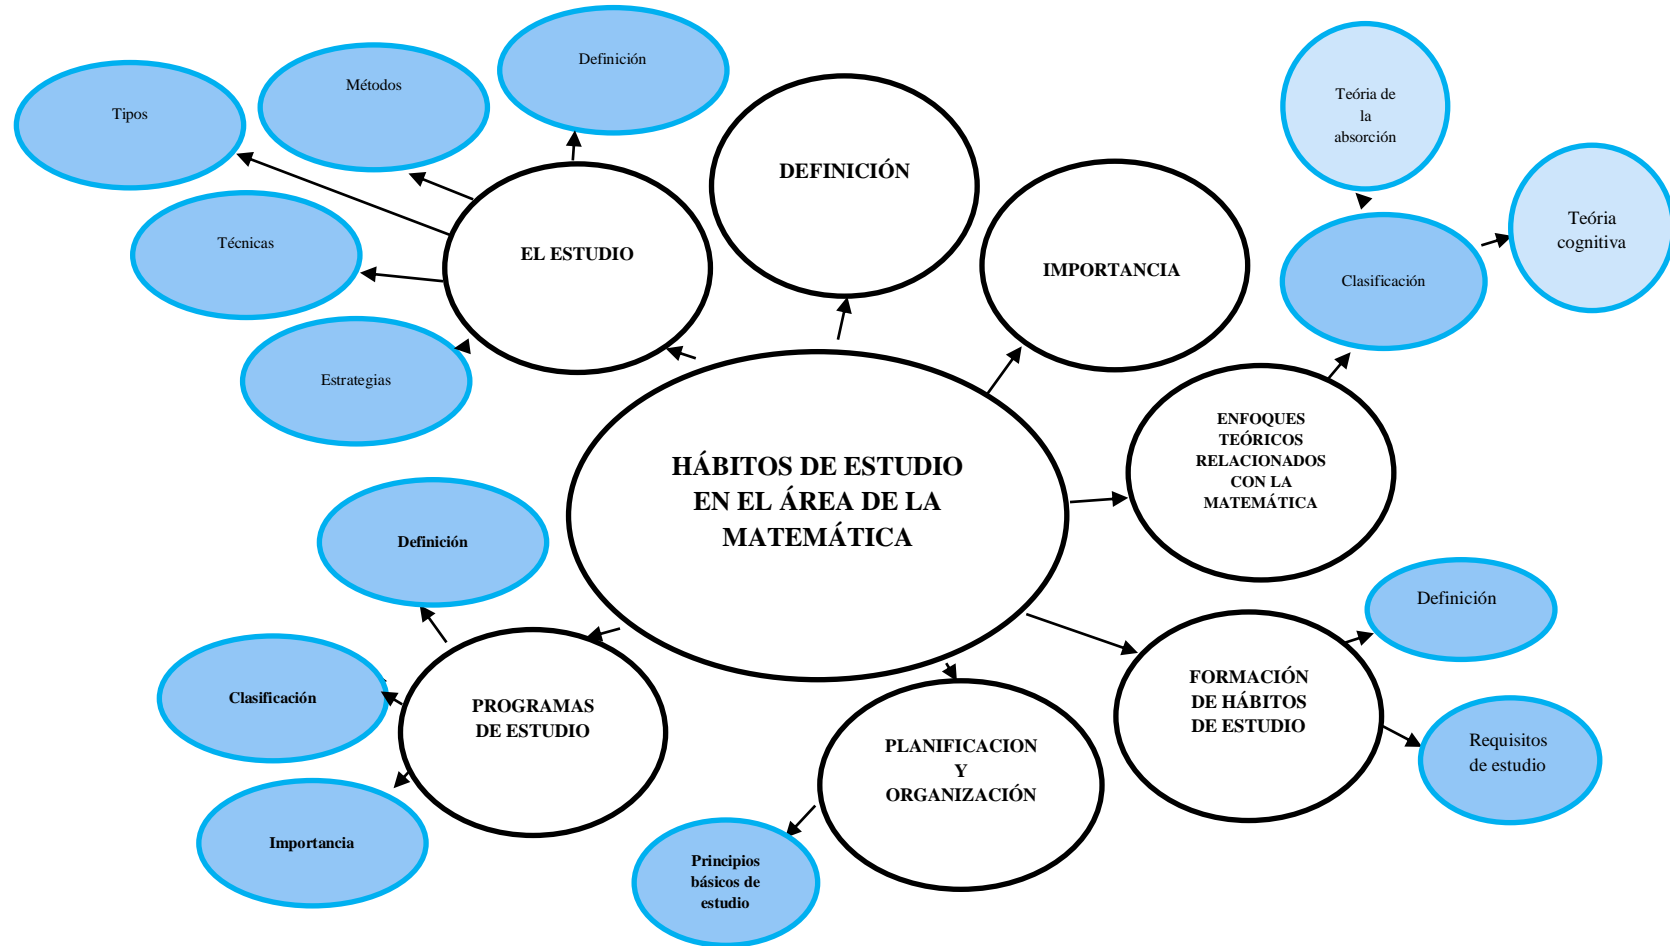 Definición
Métodos
Tipos
Técnicas
Estrategias
EL ESTUDIO
DEFINICIÓN
IMPORTANCIA
Teória de
la
absorción
Teória
cognitiva
Clasificación
ENFOQUES
TEÓRICOS
RELACIONADOS
CON LA
MATEMÁTICA
HÁBITOS DE ESTUDIO
EN EL ÁREA DE LA
MATEMÁTICA
Definición
Clasificación
Importancia
PROGRAMAS
DE ESTUDIO
PLANIFICACION
Y
ORGANIZACIÓN
Principios
básicos de
estudio
FORMACIÓN
DE HÁBITOS
DE ESTUDIO
Definición
Requisitos
de estudio